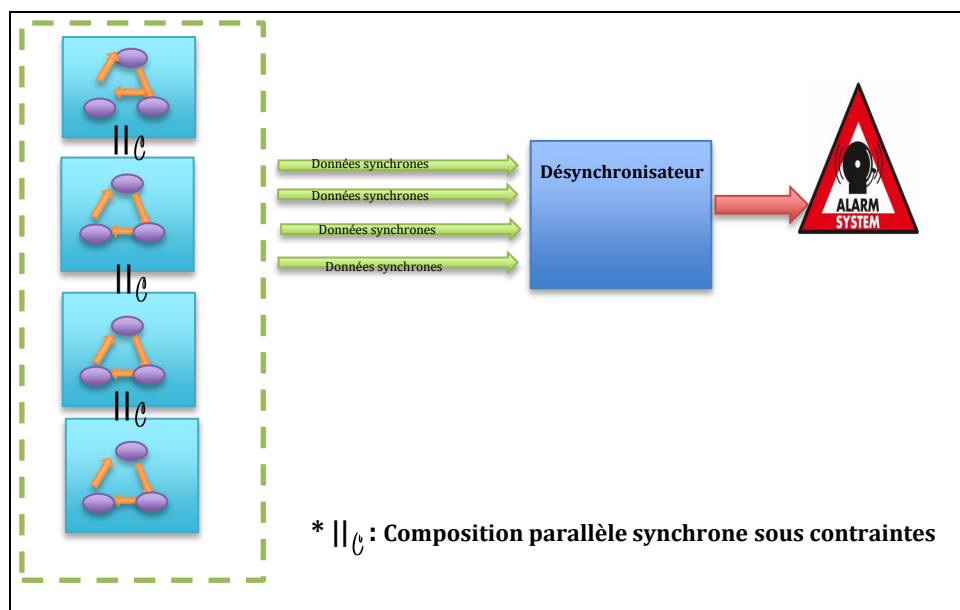 ||𝒞
||𝒞
||𝒞
Données synchrones
Données synchrones
Données synchrones
Données synchrones
Désynchronisateur
ALARM
SYSTEM
* ||𝒞 : Composition parallèle synchrone sous contraintes